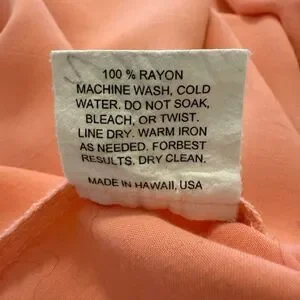 100 % RAYON
MACHINE WASH, COLD
WATER. DO NOT SOAK,
BLEACH, OR TWIST.
LINE DRY. WARM IRON
AS NEEDED. FORBEST
RESULTS, DRY CLEAN.
MADE IN HAWAII, USA